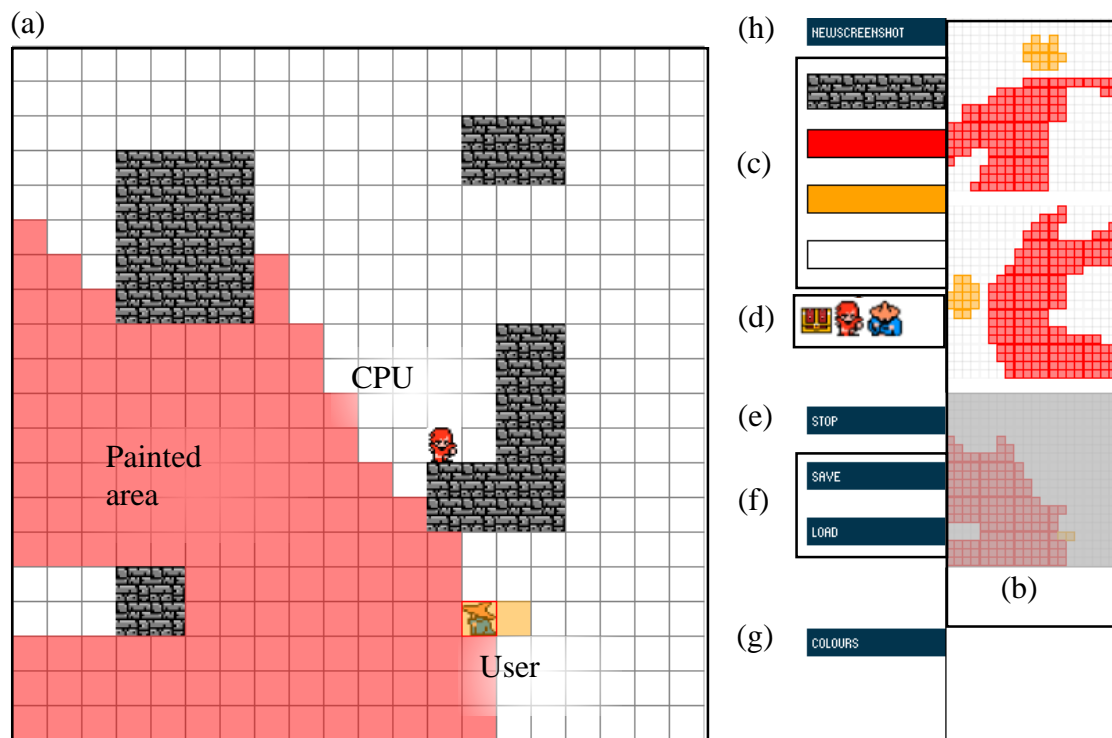 (a)
CPU
Painted
area
User
(h)
NEWSCREENSHOT
(c)
(d)
(e)
STOP
(f)
SAVE
LOAD
(b)
(g)
COLOURS